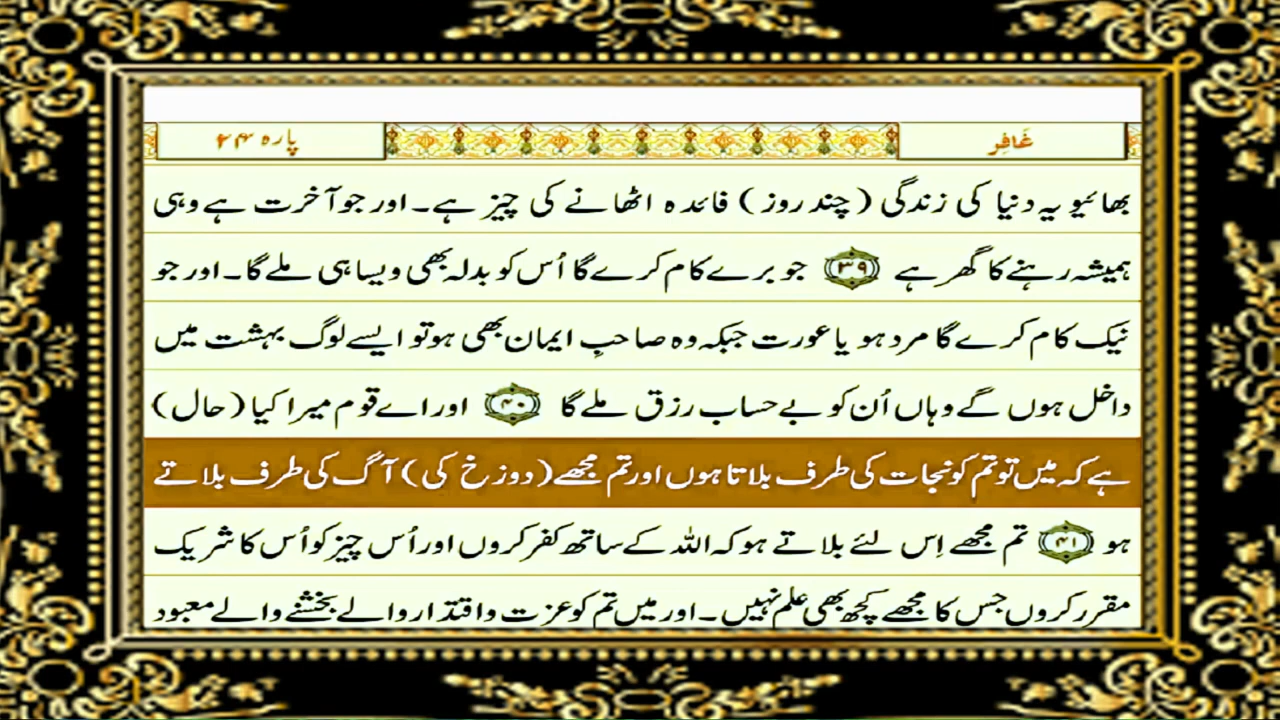 غَافِر
پارہ ۲۴
بھائیو یہ دنیا کی زندگی (چند روز) فائدہ اٹھانے کی چیز ہے۔ اور جو آخرت ہے وہی
ہمیشہ رہنے کا گھر ہے ۳۹ جو برے کام کرے گا اُس کو بدلہ بھی ویسا ہی ملے گا۔ اور جو
نیک کام کرے گا مرد ہو یا عورت جبکہ وہ صاحبِ ایمان بھی ہو تو ایسے لوگ بہشت میں
داخل ہوں گے وہاں اُن کو بے حساب رزق ملے گا ۴۰ اور اے قوم میرا کیا (حال)
ہے کہ میں تو تم کو نجات کی طرف بلاتا ہوں اور تم مجھے (دوزخ کی) آگ کی طرف بلاتے
ہو ۴۱ تم مجھے اِس لئے بلاتے ہو کہ اللہ کے ساتھ کفر کروں اور اُس چیز کو اُس کا شریک
مقرر کروں جس کا مجھے کچھ بھی علم نہیں۔ اور میں تم کو عزت و اقتدار والے بخشنے والے معبود